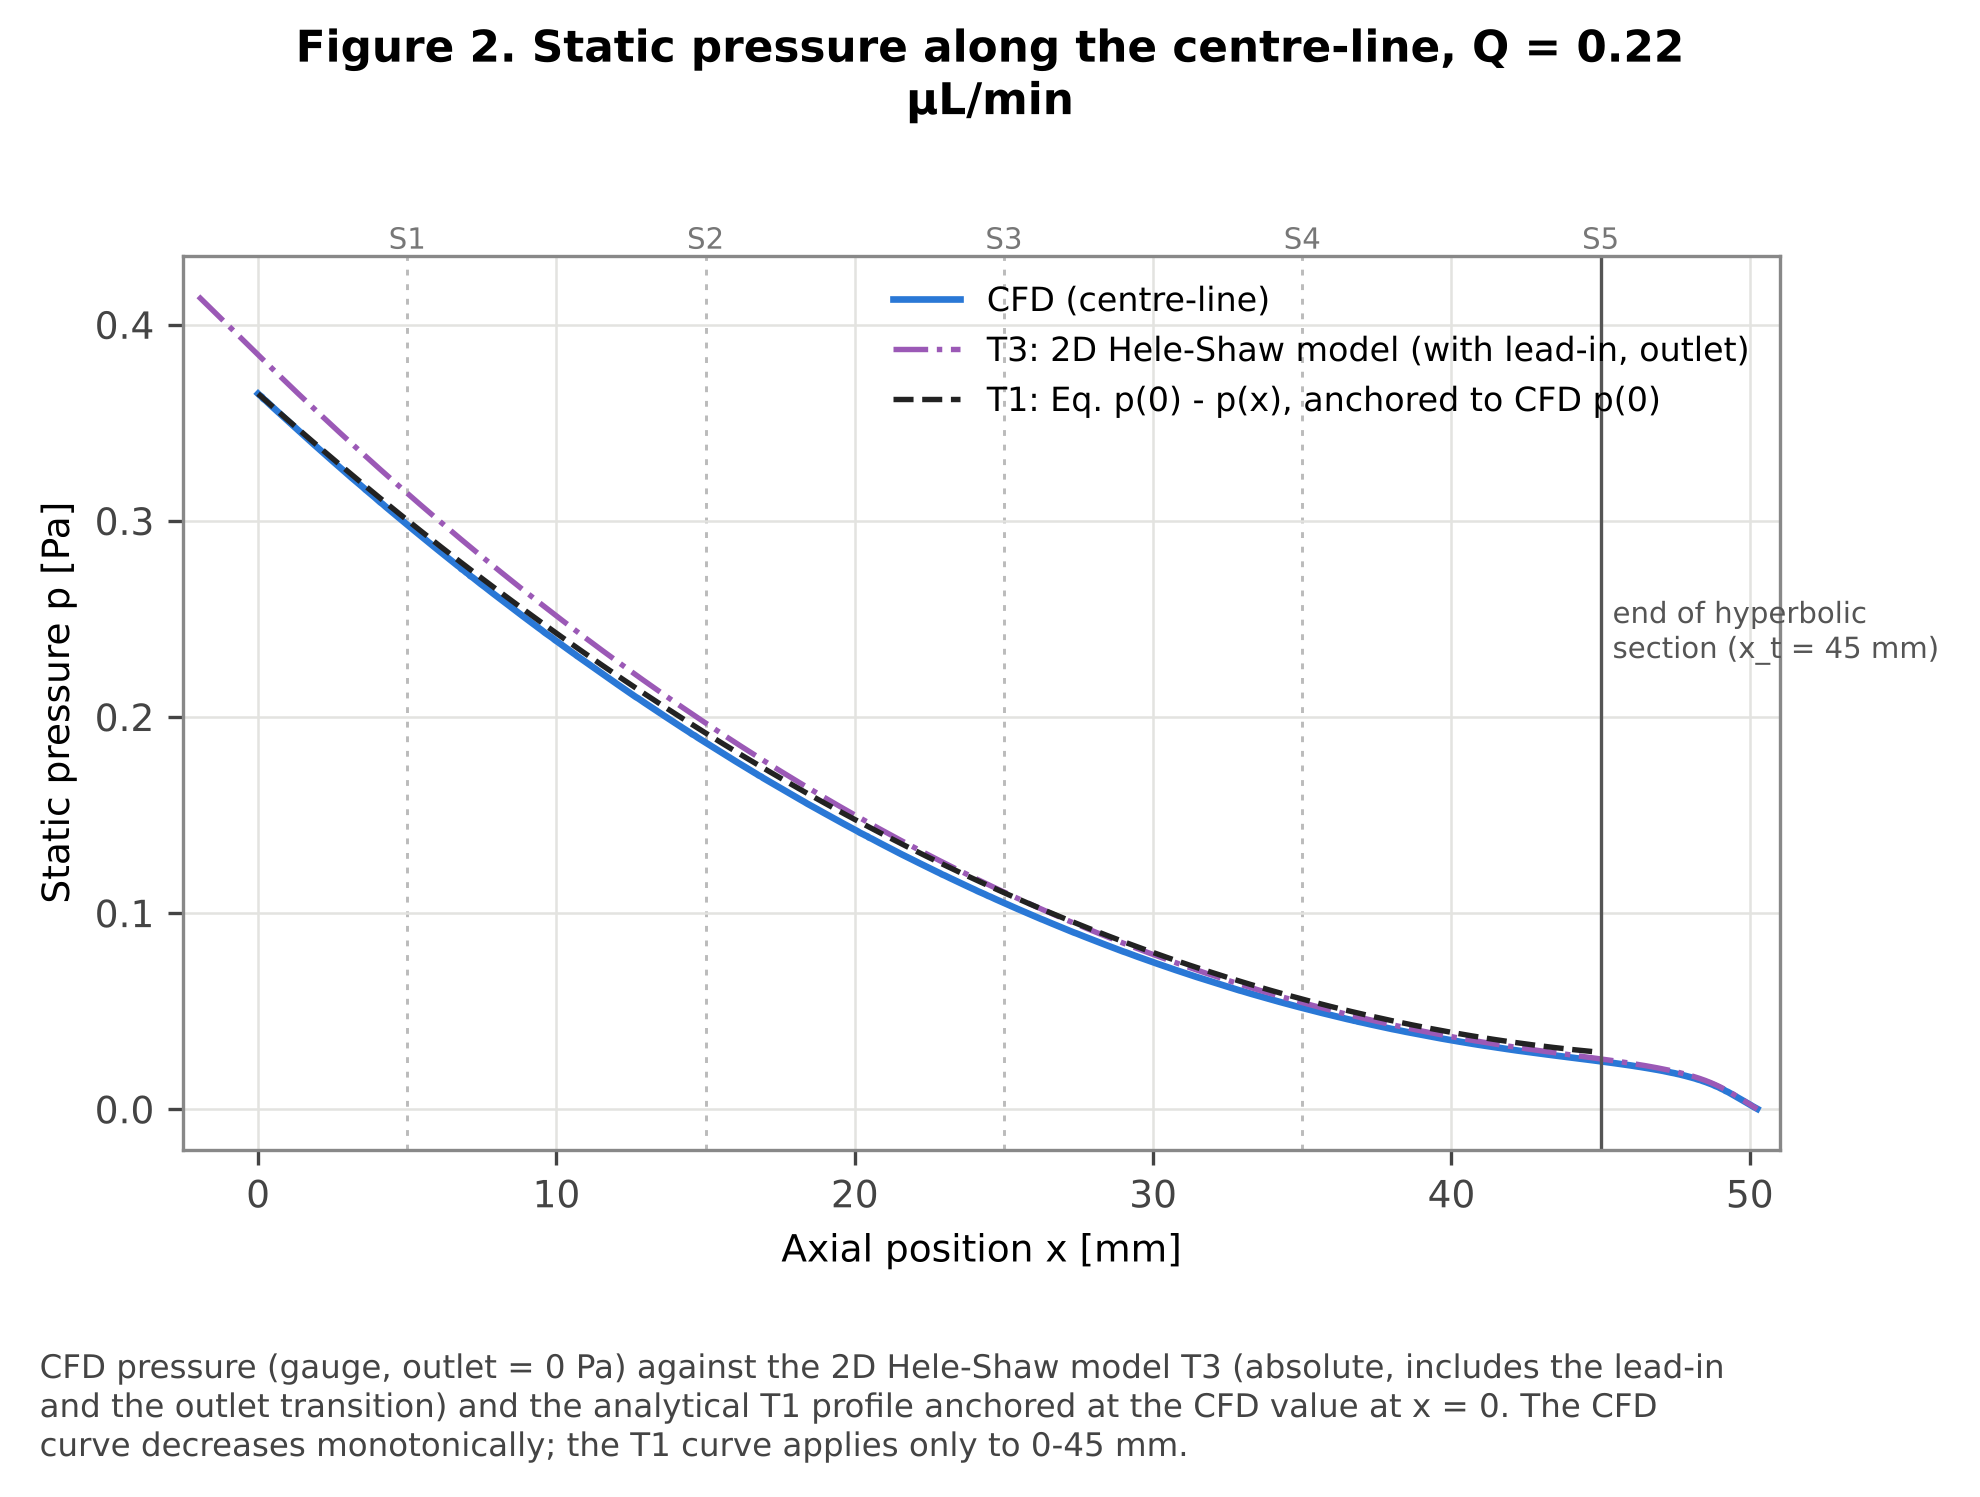 Figure 2. Static pressure along the centre-line, Q = 0.22
µL/min
S1 S2 S3 S4 S5
CFD (centre-line)
T3: 2D Hele-Shaw model (with lead-in, outlet)
T1: Eq. p(0) - p(x), anchored to CFD p(0)
end of hyperbolic
section (x_t = 45 mm)
Static pressure p [Pa]
0.4
0.3
0.2
0.1
0.0
0 10 20 30 40 50
Axial position x [mm]
CFD pressure (gauge, outlet = 0 Pa) against the 2D Hele-Shaw model T3 (absolute, includes the lead-in
and the outlet transition) and the analytical T1 profile anchored at the CFD value at x = 0. The CFD
curve decreases monotonically; the T1 curve applies only to 0-45 mm.